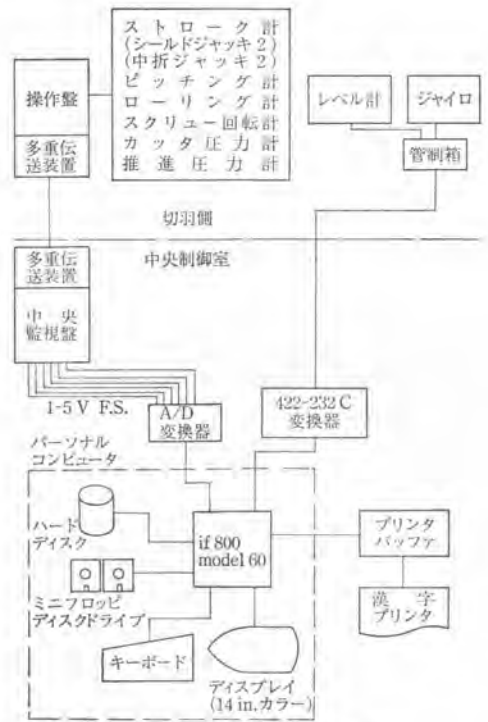 ストローク計
(シールドジャッキ2)
(中折ジャッキ2)
ピッチング計
ローリング計
スクリュー回転計
カッタ圧力計
推進圧力計
操作盤
多重伝
送装置
レベル計
ジャイロ
管制箱
切羽側
中央制御室
多重伝
送装置
中央
監視盤
1-5 V F.S.
A/D
変換器
422-232 C
変換器
パーソナル
コンピュータ
ハード
ディスク
if 800
model 60
プリンタ
バッファ
ミニフロッピ
ディスクドライブ
漢字
プリンタ
キーボード
ディスプレイ
(14 in,カラー)